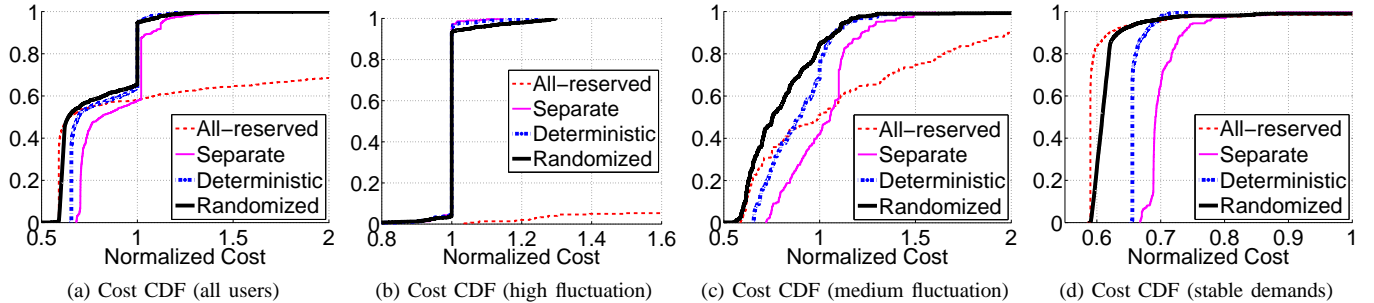 1
0.8
0.6
0.4
0.2
0
0.5
1
1.5
2
Normalized Cost
All−reserved
Separate
Deterministic
Randomized
(a) Cost CDF (all users)
1
0.8
0.6
0.4
0.2
0
0.8
1
1.2
1.4
1.6
Normalized Cost
All−reserved
Separate
Deterministic
Randomized
(b) Cost CDF (high fluctuation)
1
0.8
0.6
0.4
0.2
0
0.5
1
1.5
2
Normalized Cost
All−reserved
Separate
Deterministic
Randomized
(c) Cost CDF (medium fluctuation)
1
0.8
0.6
0.4
0.2
0
0.6
0.7
0.8
0.9
1
Normalized Cost
All−reserved
Separate
Deterministic
Randomized
(d) Cost CDF (stable demands)